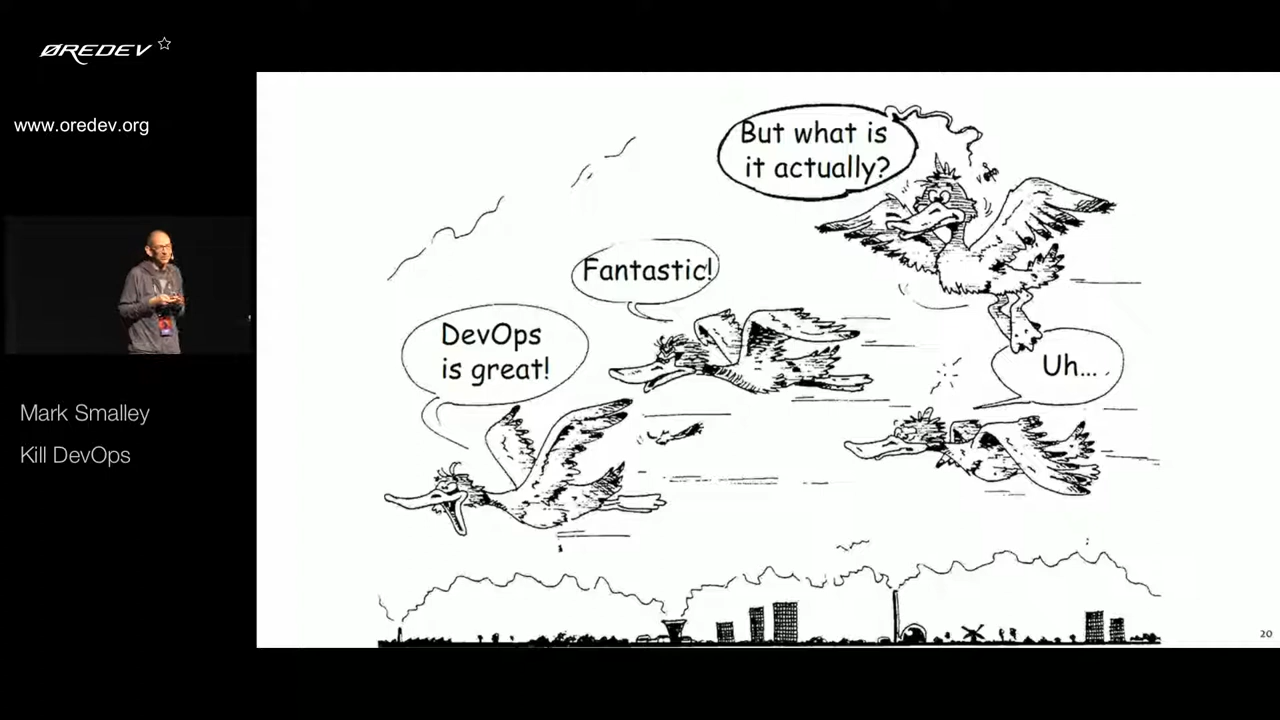 ØREDEV
www.oredev.org
Mark Smalley
Kill DevOps
But what is
it actually?
Fantastic!
DevOps
is great!
Uh...
20